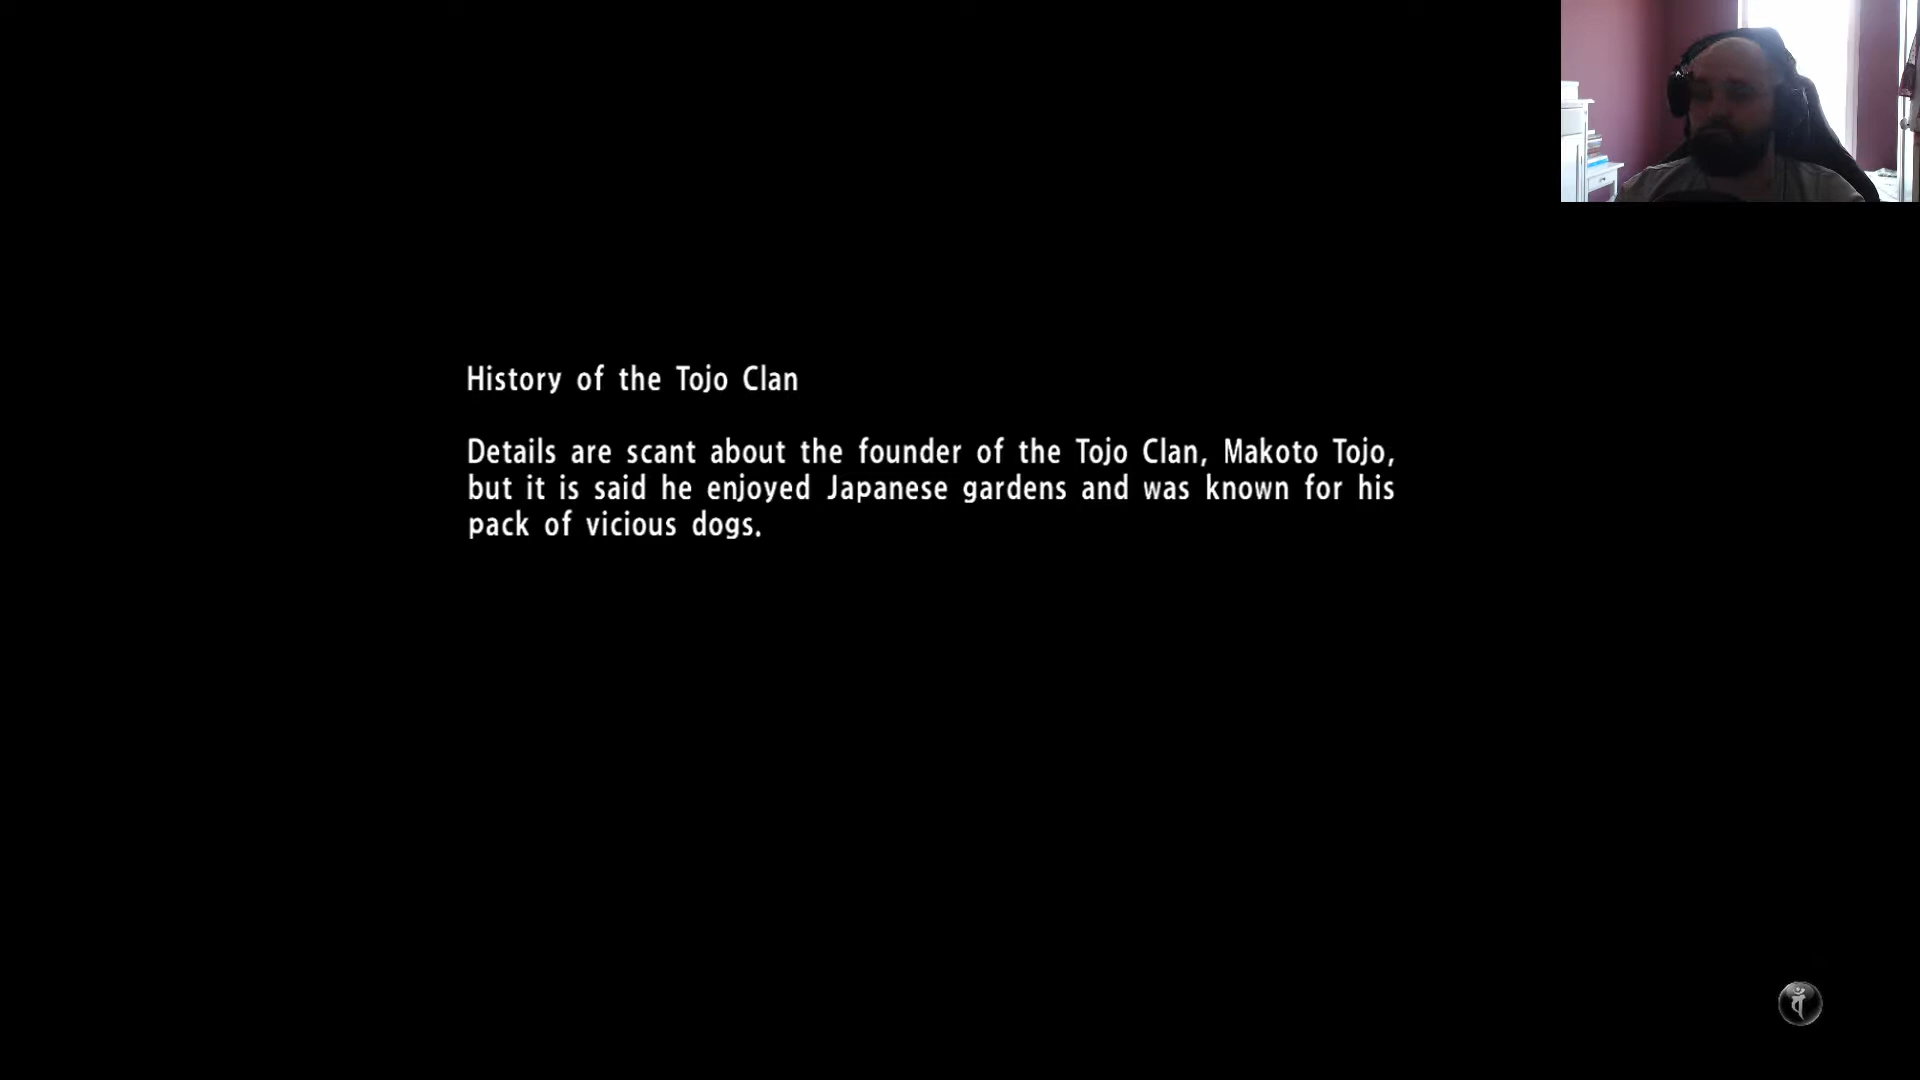 History of the Tojo Clan
Details are scant about the founder of the Tojo Clan, Makoto Tojo,
but it is said he enjoyed Japanese gardens and was known for his
pack of vicious dogs.